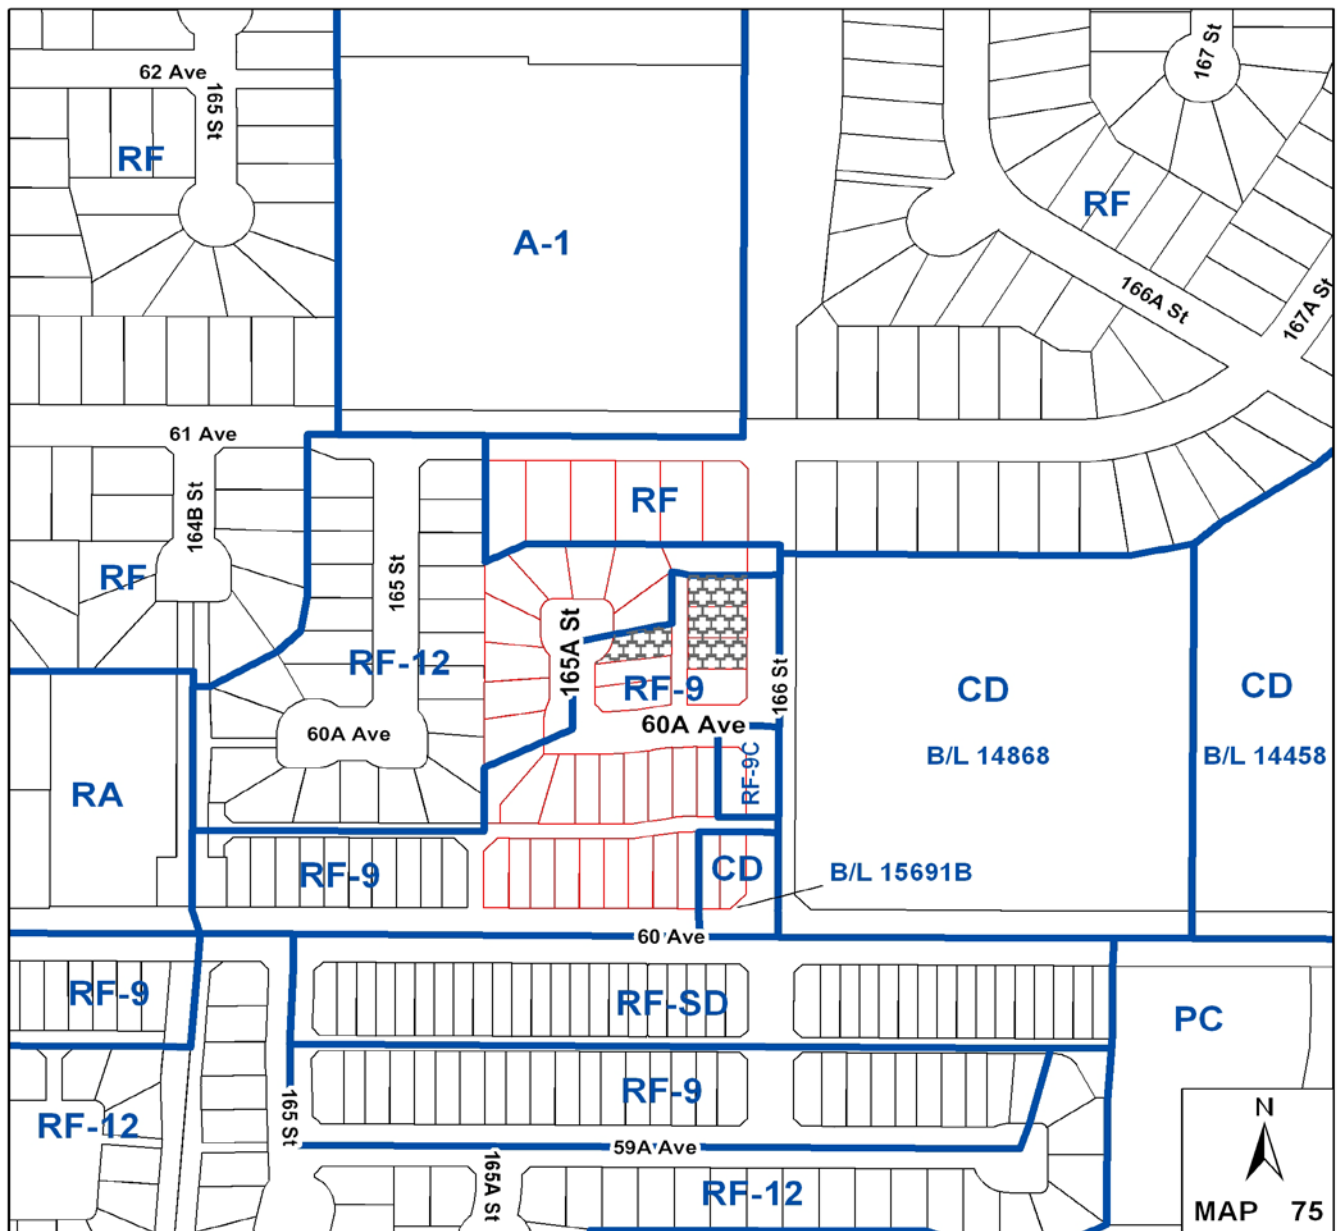 167 St
62 Ave
165 St
RF
RF
A-1
166A St
167A St
61 Ave
164B St
RF
165 St
RF
165A St
RF-12
RF-9
166 St
CD
B/L 14868
CD
B/L 14458
60A Ave
60A Ave
RF-9C
RA
RF-9
CD
B/L 15691B
60 Ave
RF-9
RF-SD
PC
RF-9
165 St
RF-12
59A Ave
165A St
RF-12
N
MAP 75